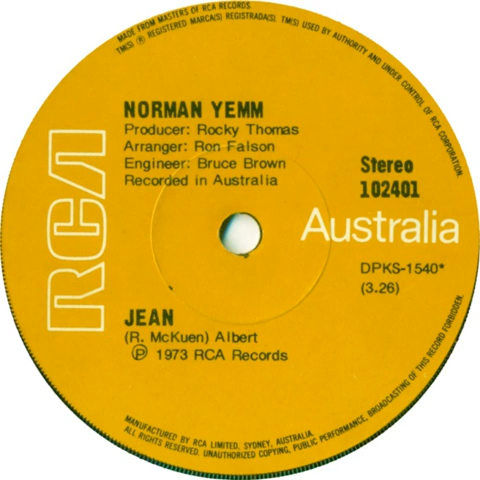 MADE FROM MASTERS OF RCA RECORDS.
TM(S) ® REGISTERED MARCA(S) REGISTRADA(S). TM(S) USED BY AUTHORITY AND UNDER CONTROL OF RCA CORPORATION.
NORMAN YEMM
Producer: Rocky Thomas
Arranger: Ron Falson
Engineer: Bruce Brown
Recorded in Australia
Stereo
102401
RCA
Australia
DPKS-1540*
(3.26)
JEAN
(R. McKuen) Albert
℗ 1973 RCA Records
MANUFACTURED BY RCA LIMITED, SYDNEY, AUSTRALIA.
ALL RIGHTS RESERVED. UNAUTHORIZED COPYING, PUBLIC PERFORMANCE, BROADCASTING OF THIS RECORD FORBIDDEN.